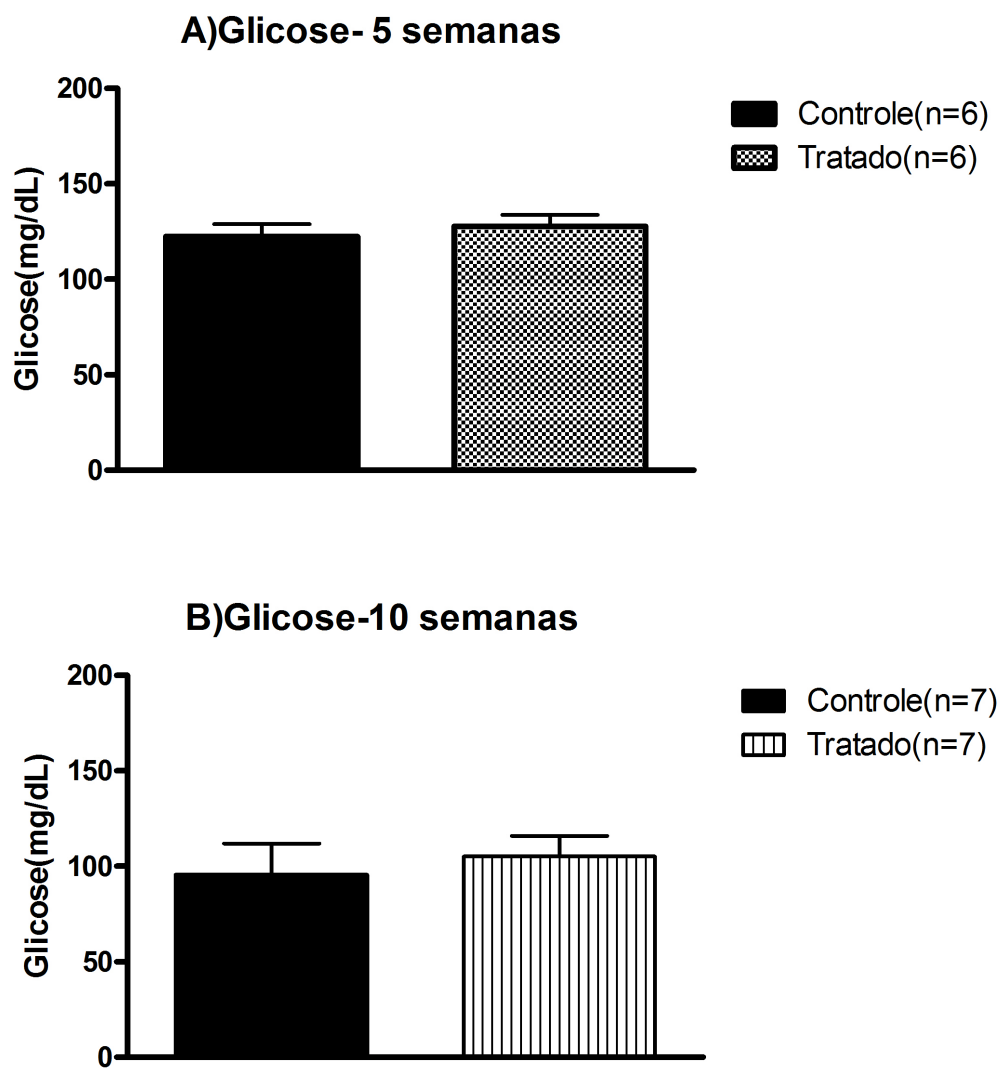 A)Glicose- 5 semanas
200
150
100
50
0
Glicose(mg/dL)
Controle(n=6)
Tratado(n=6)
B)Glicose-10 semanas
200
150
100
50
0
Glicose(mg/dL)
Controle(n=7)
Tratado(n=7)